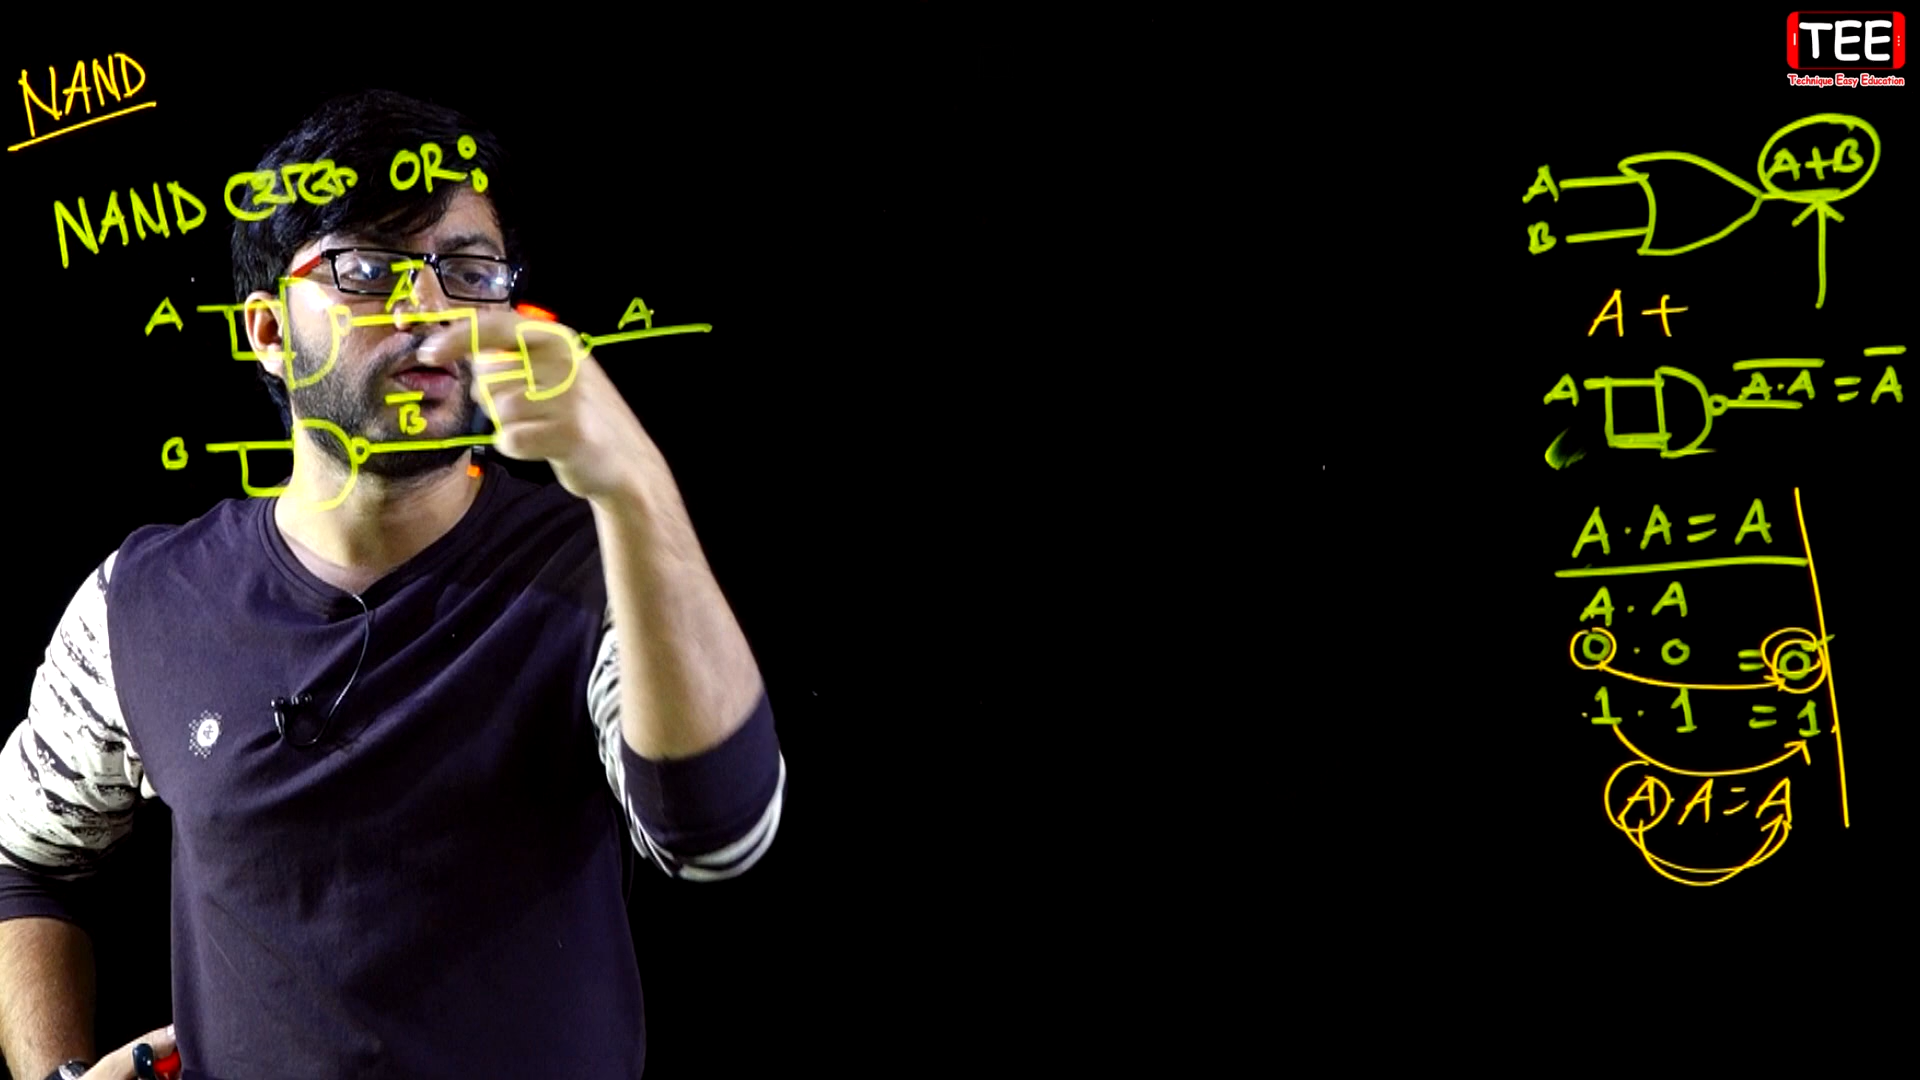 TEE
Technique Easy Education
NAND
NAND থেকে OR:
A
A̅
A
B
B̅
A
B
A+B
A+
A
A̅·̅A̅ = A̅
A·A = A
A·A
0·0 = 0
1·1 = 1
A·A = A